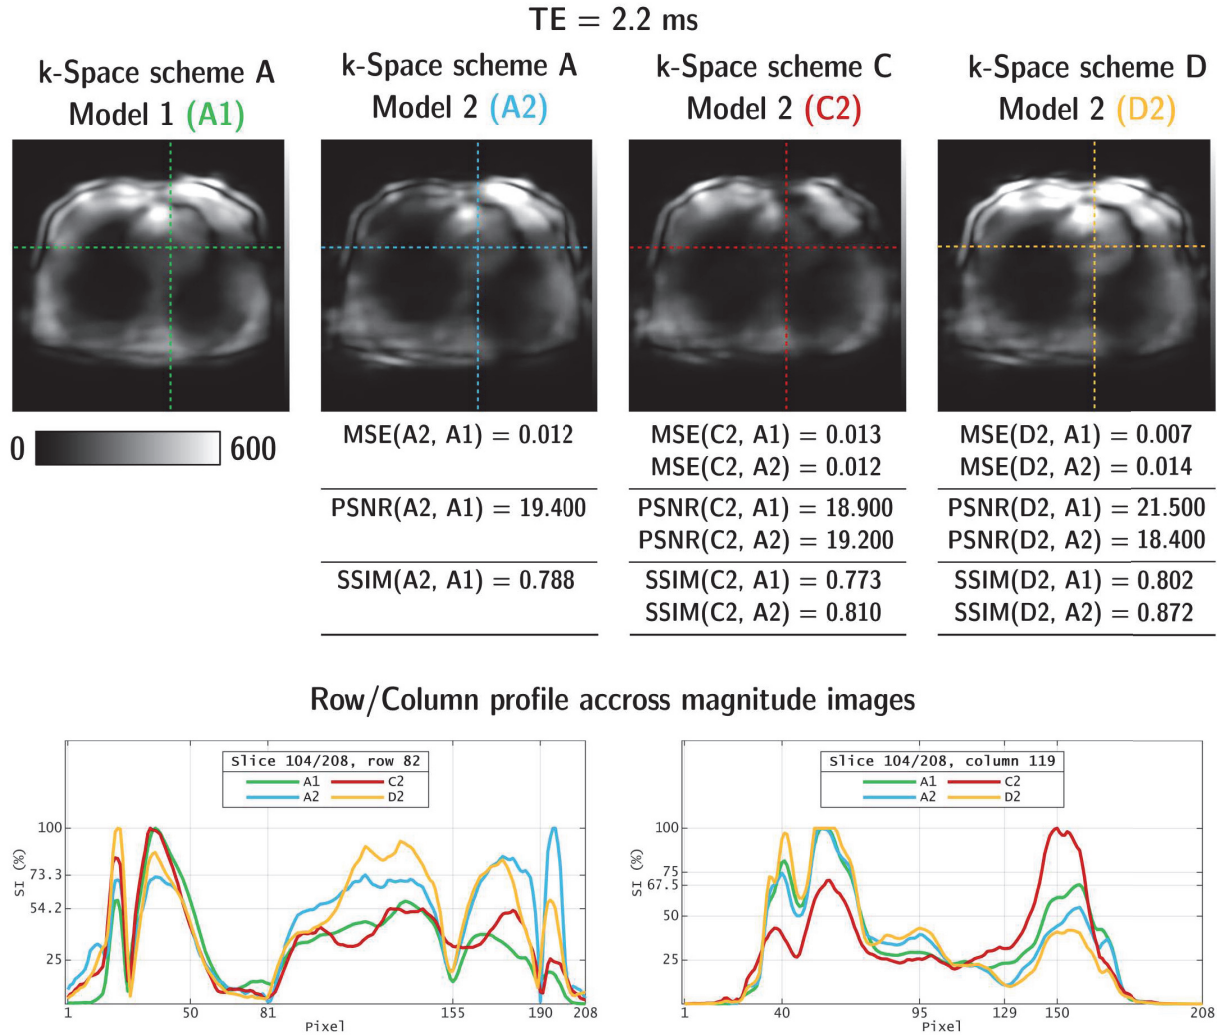 TE = 2.2 ms
k-Space scheme A
Model 1 (A1)
k-Space scheme A
Model 2 (A2)
k-Space scheme C
Model 2 (C2)
k-Space scheme D
Model 2 (D2)
0 600
MSE(A2, A1) = 0.012
PSNR(A2, A1) = 19.400
SSIM(A2, A1) = 0.788
MSE(C2, A1) = 0.013
MSE(C2, A2) = 0.012
PSNR(C2, A1) = 18.900
PSNR(C2, A2) = 19.200
SSIM(C2, A1) = 0.773
SSIM(C2, A2) = 0.810
MSE(D2, A1) = 0.007
MSE(D2, A2) = 0.014
PSNR(D2, A1) = 21.500
PSNR(D2, A2) = 18.400
SSIM(D2, A1) = 0.802
SSIM(D2, A2) = 0.872
Row/Column profile accross magnitude images
Slice 104/208, row 82
A1 C2
A2 D2
100
73.3
54.2
25
SI (%)
1 50 81 155 190 208
Pixel
Slice 104/208, column 119
A1 C2
A2 D2
100
75
67.5
50
25
SI (%)
1 40 95 129 150 208
Pixel